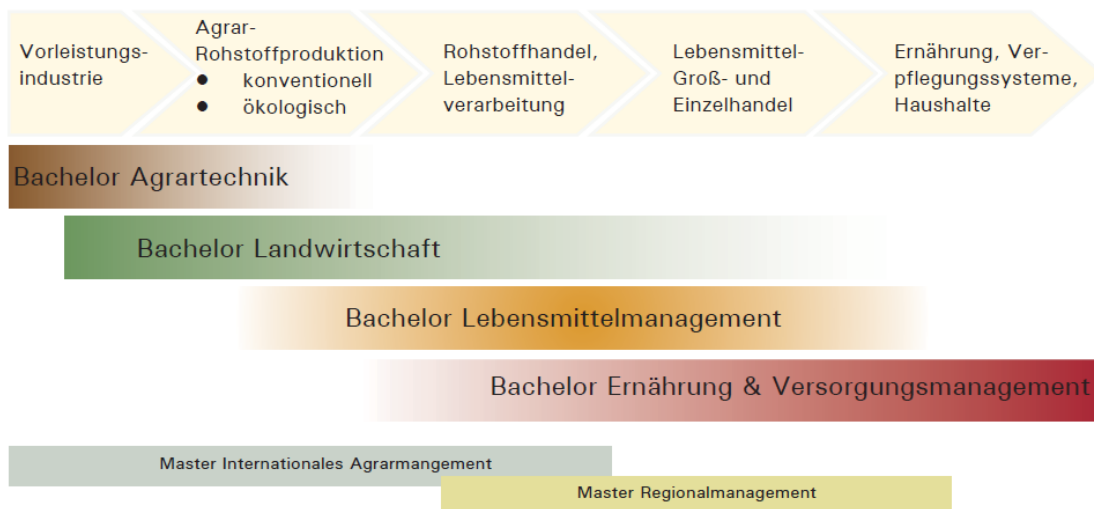 Vorleistungs-
industrie
Agrar-
Rohstoffproduktion
● konventionell
● ökologisch
Rohstoffhandel,
Lebensmittel-
verarbeitung
Lebensmittel-
Groß- und
Einzelhandel
Ernährung, Ver-
pflegungssysteme,
Haushalte
Bachelor Agrartechnik
Bachelor Landwirtschaft
Bachelor Lebensmittelmanagement
Bachelor Ernährung & Versorgungsmanagement
Master Internationales Agrarmangement
Master Regionalmanagement